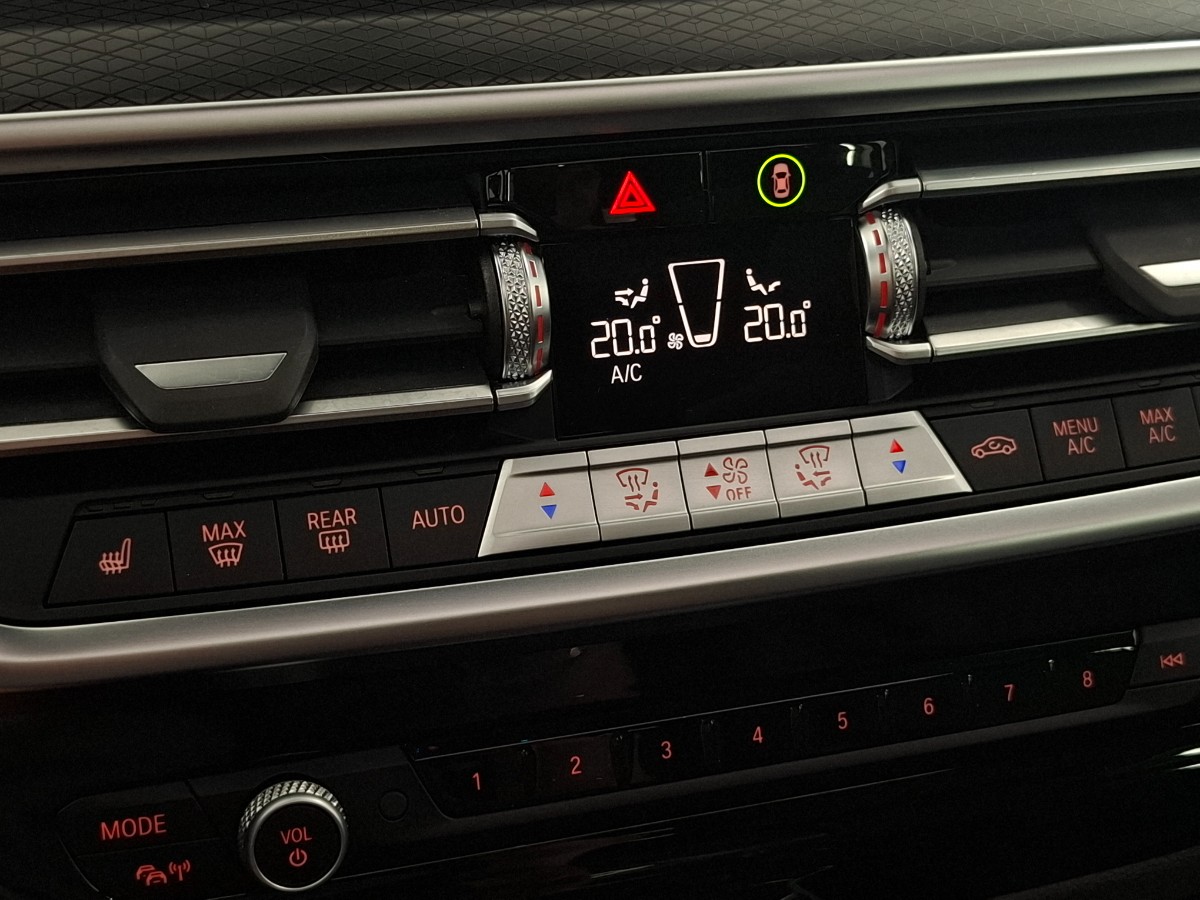 20.0° 20.0°
A/C
MENU
A/C
MAX
A/C
OFF
AUTO
REAR
MAX
1 2 3 4 5 6 7 8
MODE
VOL